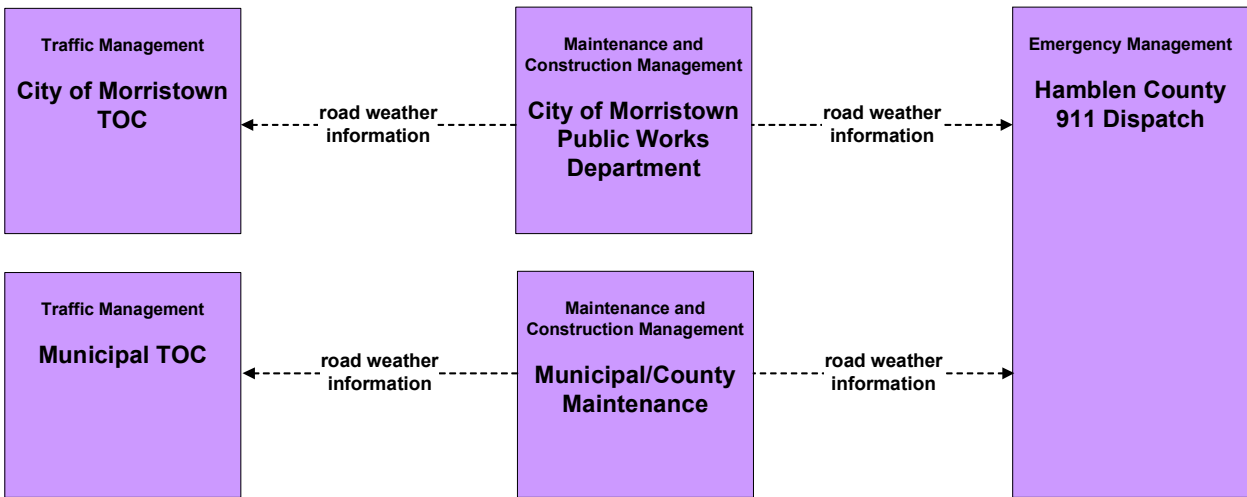 Traffic Management
City of Morristown
TOC
road weather
information
Maintenance and
Construction Management
City of Morristown
Public Works
Department
road weather
information
Emergency Management
Hamblen County
911 Dispatch
Traffic Management
Municipal TOC
road weather
information
Maintenance and
Construction Management
Municipal/County
Maintenance
road weather
information